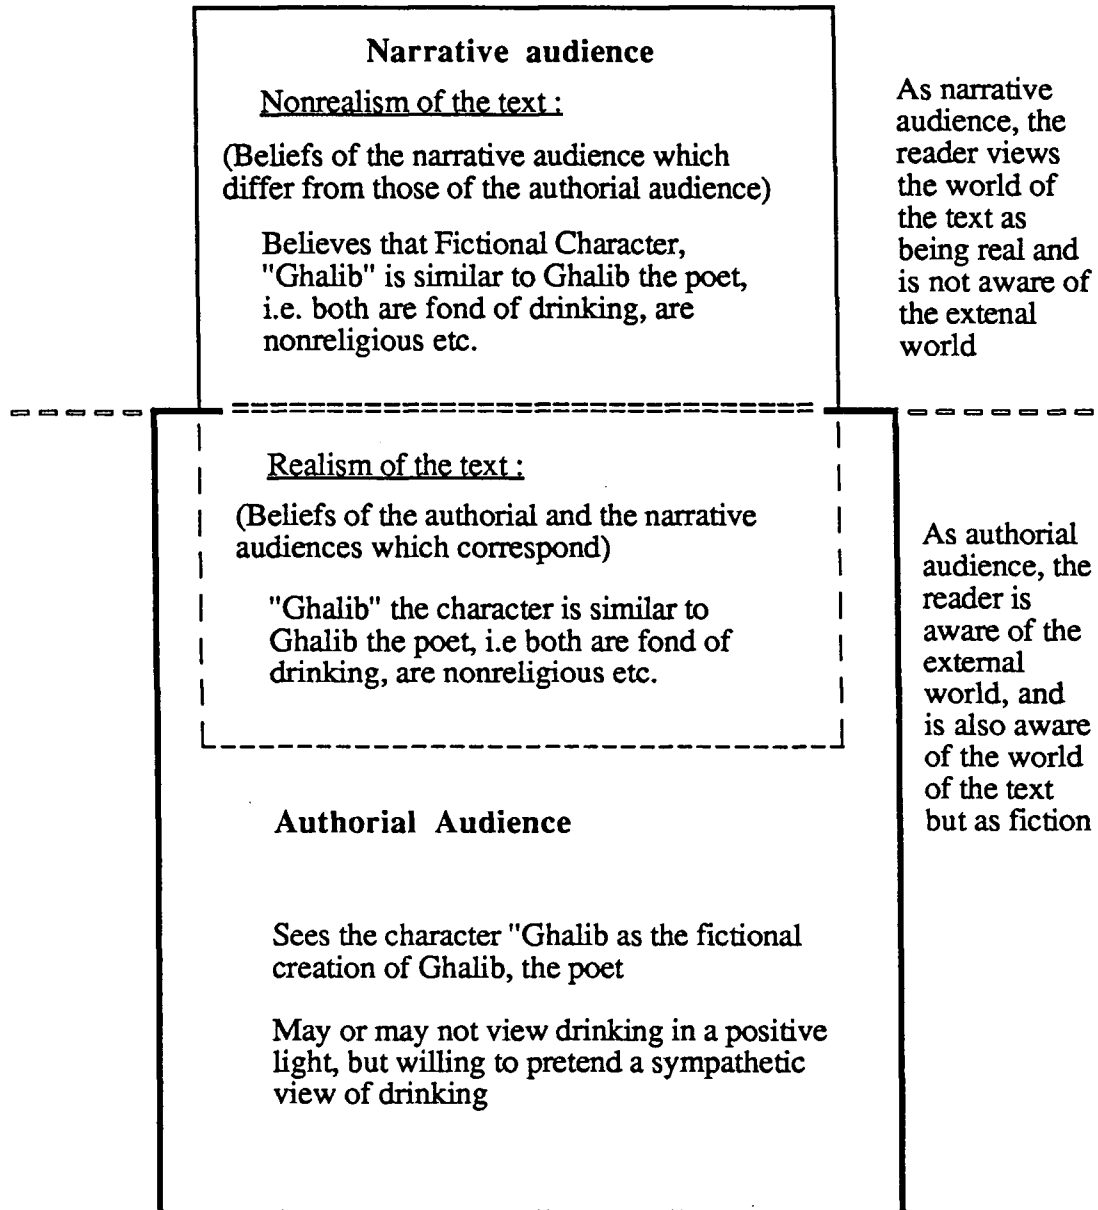 Narrative audience
Nonrealism of the text :
(Beliefs of the narrative audience which
differ from those of the authorial audience)
Believes that Fictional Character,
"Ghalib" is similar to Ghalib the poet,
i.e. both are fond of drinking, are
nonreligious etc.
As narrative
audience, the
reader views
the world of
the text as
being real and
is not aware of
the extenal
world
Realism of the text :
(Beliefs of the authorial and the narrative
audiences which correspond)
"Ghalib" the character is similar to
Ghalib the poet, i.e both are fond of
drinking, are nonreligious etc.
As authorial
audience, the
reader is
aware of the
external
world, and
is also aware
of the world
of the text
but as fiction
Authorial Audience
Sees the character "Ghalib as the fictional
creation of Ghalib, the poet
May or may not view drinking in a positive
light, but willing to pretend a sympathetic
view of drinking